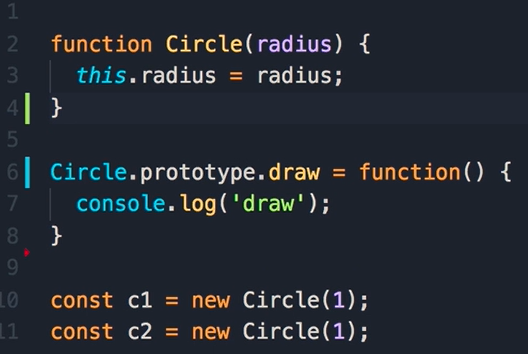 1
2 function Circle(radius) {
3 this.radius = radius;
4 }
5
6 Circle.prototype.draw = function() {
7 console.log('draw');
8 }
9
10 const c1 = new Circle(1);
11 const c2 = new Circle(1);